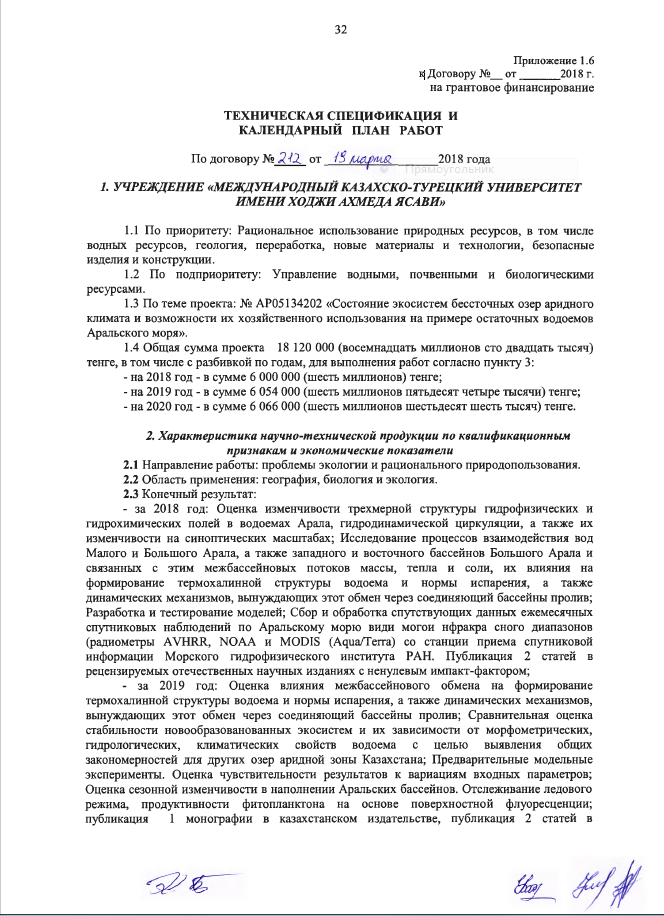 32
Приложение 1.6
к Договору №__ от _______2018 г.
на грантовое финансирование
ТЕХНИЧЕСКАЯ СПЕЦИФИКАЦИЯ И
КАЛЕНДАРНЫЙ ПЛАН РАБОТ
По договору № 212 от 19 марта 2018 года
Прямоугольник
1. УЧРЕЖДЕНИЕ «МЕЖДУНАРОДНЫЙ КАЗАХСКО-ТУРЕЦКИЙ УНИВЕРСИТЕТ
ИМЕНИ ХОДЖИ АХМЕДА ЯСАВИ»
1.1 По приоритету: Рациональное использование природных ресурсов, в том числе
водных ресурсов, геология, переработка, новые материалы и технологии, безопасные
изделия и конструкции.
1.2 По подприоритету: Управление водными, почвенными и биологическими
ресурсами.
1.3 По теме проекта: № АР05134202 «Состояние экосистем бессточных озер аридного
климата и возможности их хозяйственного использования на примере остаточных водоемов
Аральского моря».
1.4 Общая сумма проекта 18 120 000 (восемнадцать миллионов сто двадцать тысяч)
тенге, в том числе с разбивкой по годам, для выполнения работ согласно пункту 3:
- на 2018 год - в сумме 6 000 000 (шесть миллионов) тенге;
- на 2019 год - в сумме 6 054 000 (шесть миллионов пятьдесят четыре тысячи) тенге;
- на 2020 год - в сумме 6 066 000 (шесть миллионов шестьдесят шесть тысяч) тенге.
2. Характеристика научно-технической продукции по квалификационным
признакам и экономические показатели
2.1 Направление работы: проблемы экологии и рационального природопользования.
2.2 Область применения: география, биология и экология.
2.3 Конечный результат:
- за 2018 год: Оценка изменчивости трехмерной структуры гидрофизических и
гидрохимических полей в водоемах Арала, гидродинамической циркуляции, а также их
изменчивости на синоптических масштабах; Исследование процессов взаимодействия вод
Малого и Большого Арала, а также западного и восточного бассейнов Большого Арала и
связанных с этим межбассейновых потоков массы, тепла и соли, их влияния на
формирование термохалинной структуры водоема и нормы испарения, а также
динамических механизмов, вынуждающих этот обмен через соединяющий бассейны пролив;
Разработка и тестирование моделей; Сбор и обработка спутствующих данных ежемесячных
спутниковых наблюдений по Аральскому морю види могои нфракра сного диапазонов
(радиометры AVHRR, NOAA и MODIS (Aqua/Terra) со станции приема спутниковой
информации Морского гидрофизического института РАН. Публикация 2 статей в
рецензируемых отечественных научных изданиях с ненулевым импакт-фактором;
- за 2019 год: Оценка влияния межбассейнового обмена на формирование
термохалинной структуры водоема и нормы испарения, а также динамических механизмов,
вынуждающих этот обмен через соединяющий бассейны пролив; Сравнительная оценка
стабильности новообразованованных экосистем и их зависимости от морфометрических,
гидрологических, климатических свойств водоема с целью выявления общих
закономерностей для других озер аридной зоны Казахстана; Предварительные модельные
эксперименты. Оценка чувствительности результатов к вариациям входных параметров;
Оценка сезонной изменчивости в наполнении Аральских бассейнов. Отслеживание ледового
режима, продуктивности фитопланктона на основе поверхностной флуоресценции;
публикация 1 монографии в казахстанском издательстве, публикация 2 статей в